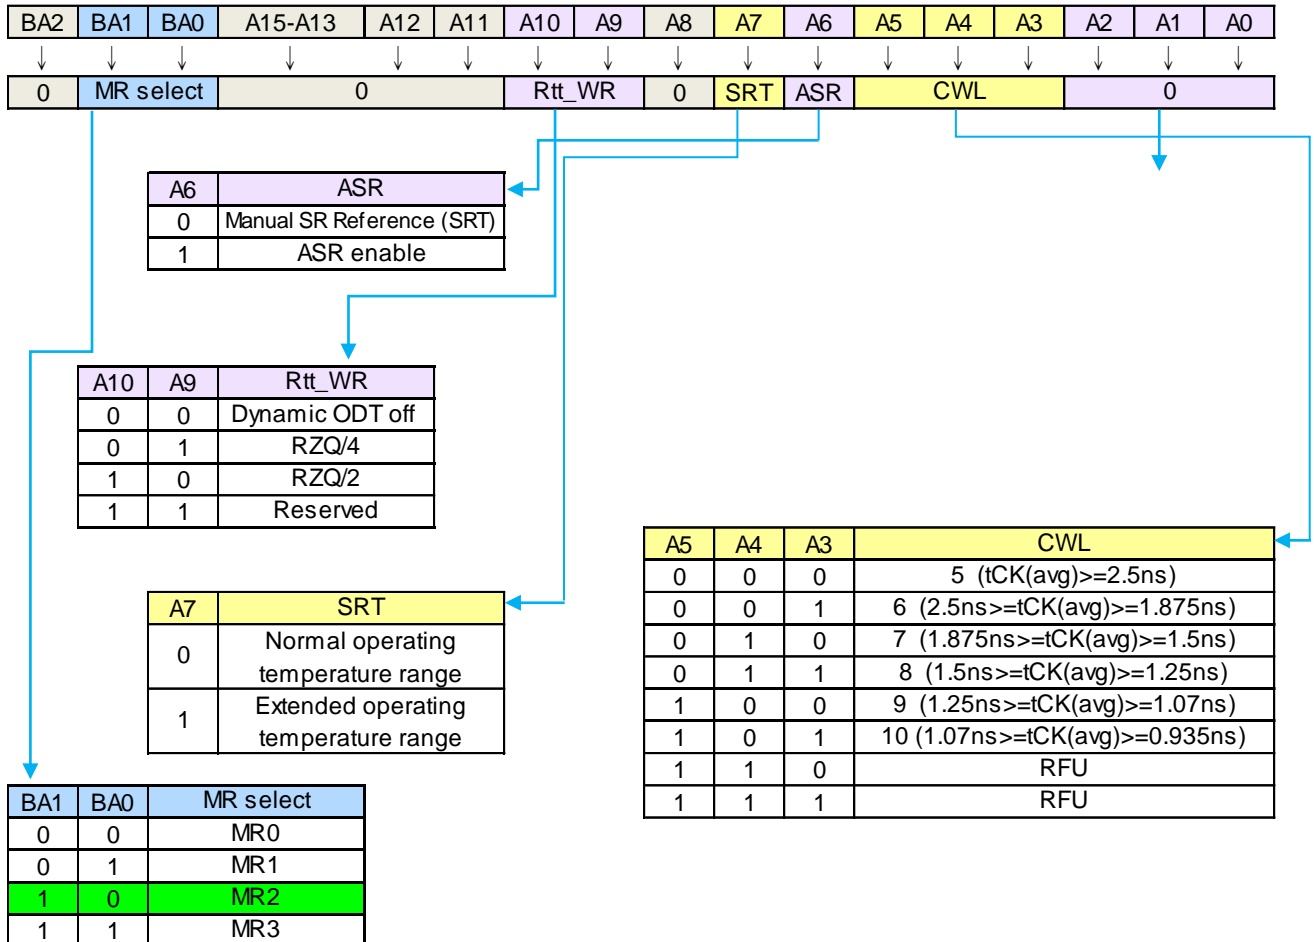 BA2 BA1 BA0 A15-A13 A12 A11 A10 A9 A8 A7 A6 A5 A4 A3 A2 A1 A0
0 MR select 0 Rtt_WR 0 SRT ASR CWL 0
A6 ASR
0 Manual SR Reference (SRT)
1 ASR enable
A10 A9 Rtt_WR
0 0 Dynamic ODT off
0 1 RZQ/4
1 0 RZQ/2
1 1 Reserved
A5 A4 A3 CWL
0 0 0 5 (tCK(avg)>=2.5ns)
0 0 1 6 (2.5ns>=tCK(avg)>=1.875ns)
0 1 0 7 (1.875ns>=tCK(avg)>=1.5ns)
0 1 1 8 (1.5ns>=tCK(avg)>=1.25ns)
1 0 0 9 (1.25ns>=tCK(avg)>=1.07ns)
1 0 1 10 (1.07ns>=tCK(avg)>=0.935ns)
1 1 0 RFU
1 1 1 RFU
A7 SRT
0 Normal operating
temperature range
1 Extended operating
temperature range
BA1 BA0 MR select
0 0 MR0
0 1 MR1
1 0 MR2
1 1 MR3